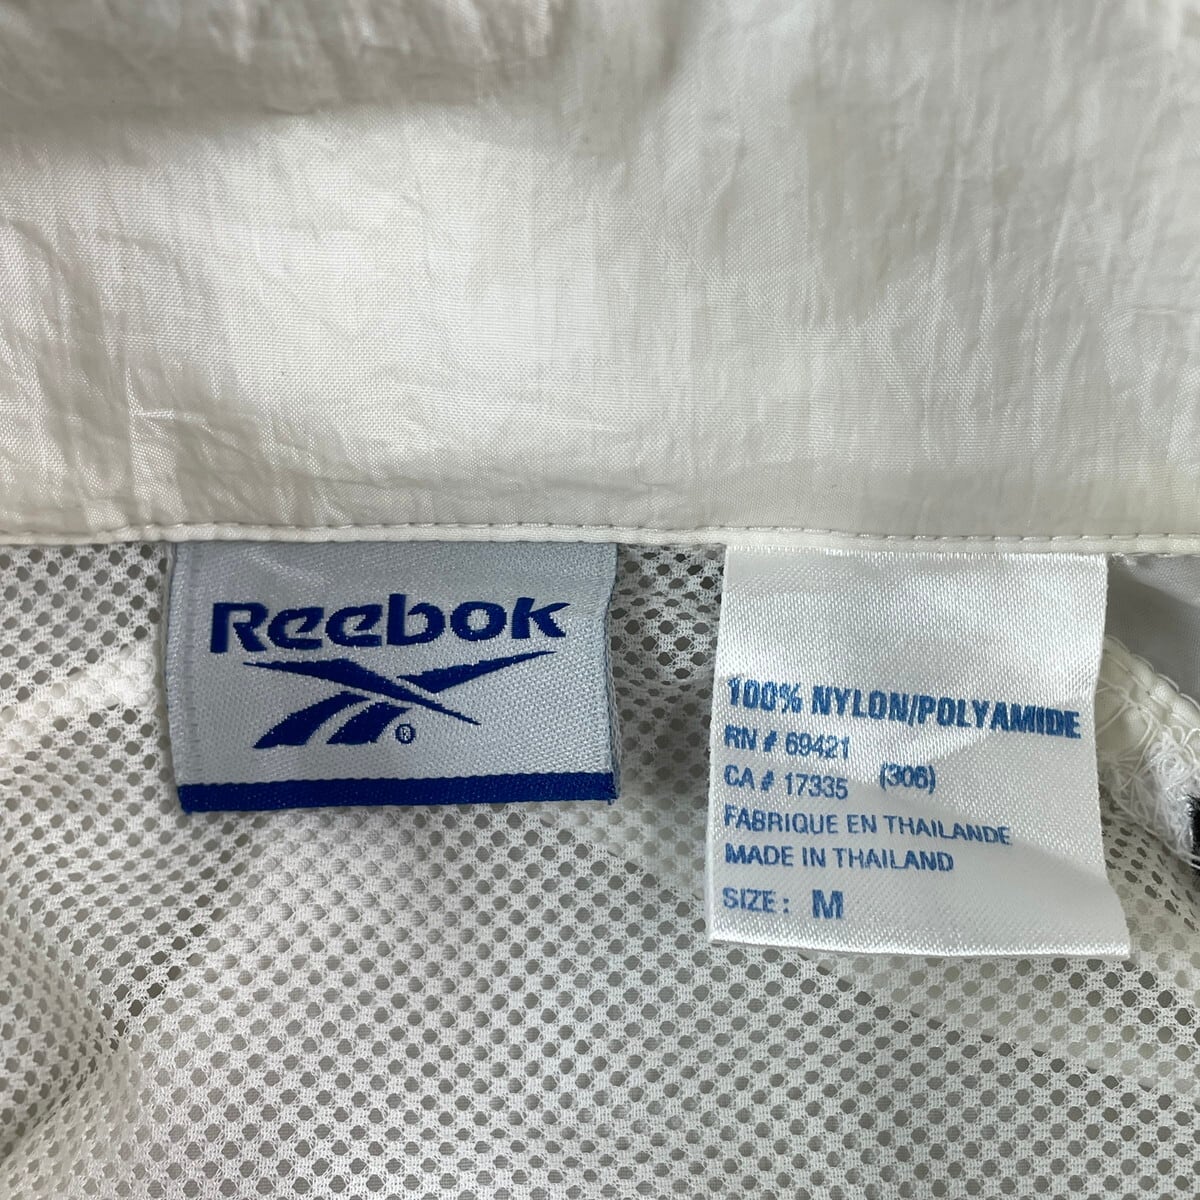 Reebok
®
100% NYLON/POLYAMIDE
RN # 69421
CA # 17335 (306)
FABRIQUE EN THAILANDE
MADE IN THAILAND
SIZE : M